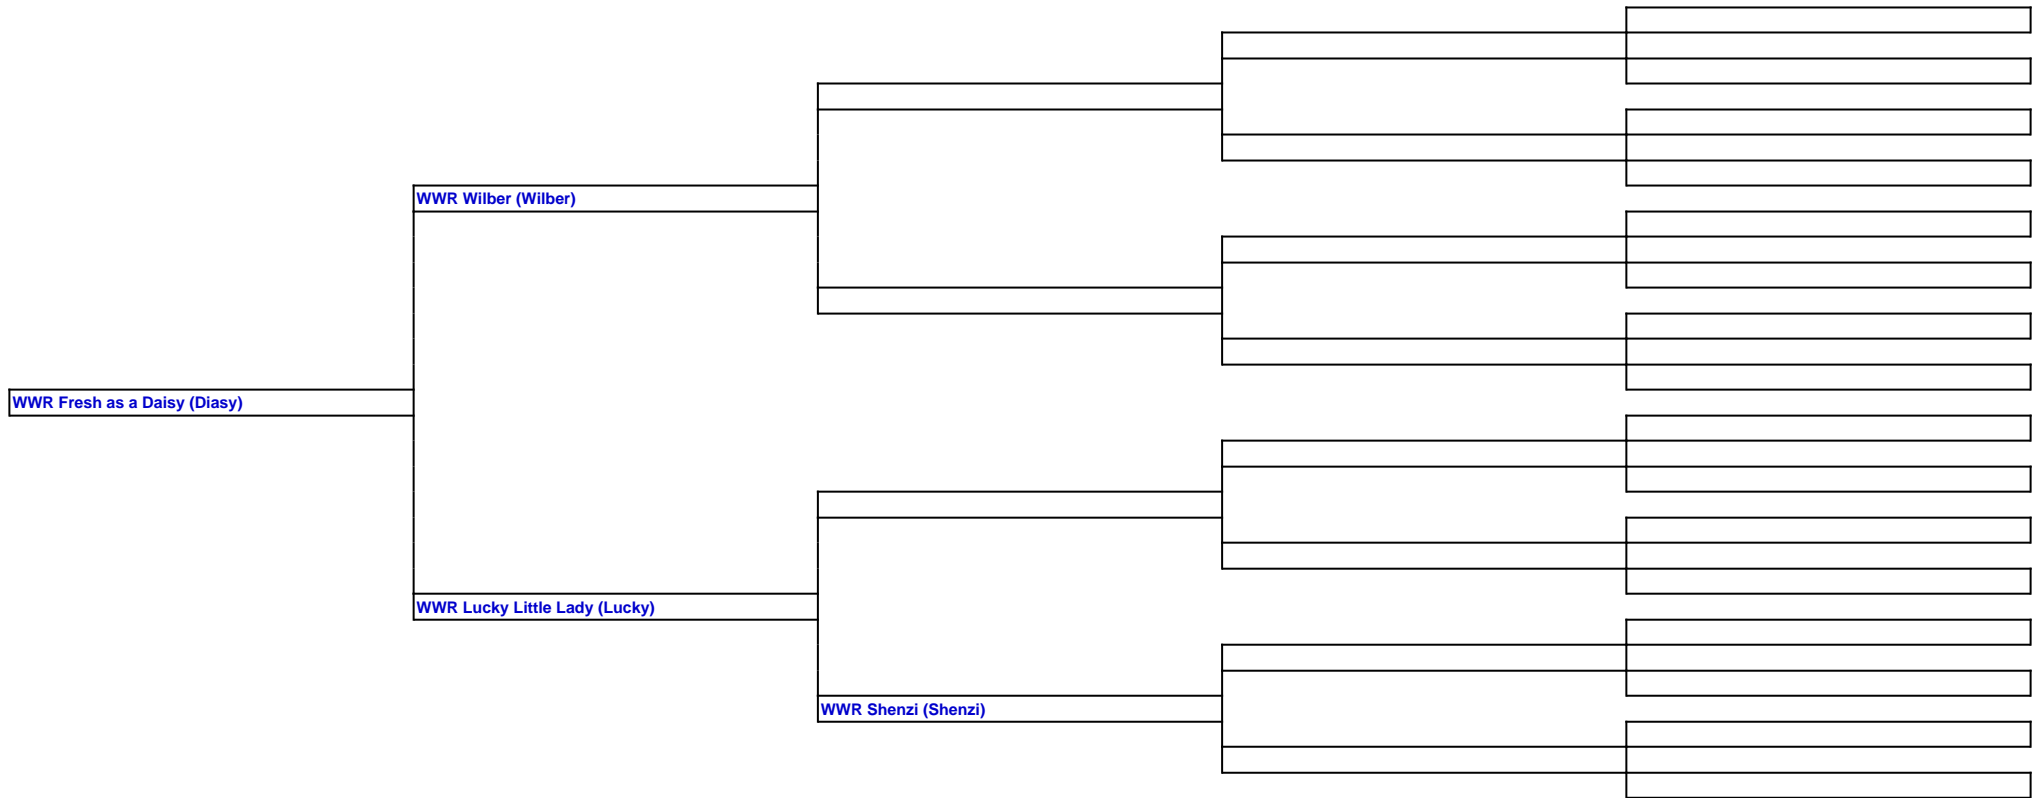 WWR Wilber (Wilber)
WWR Fresh as a Daisy (Diasy)
WWR Lucky Little Lady (Lucky)
WWR Shenzi (Shenzi)